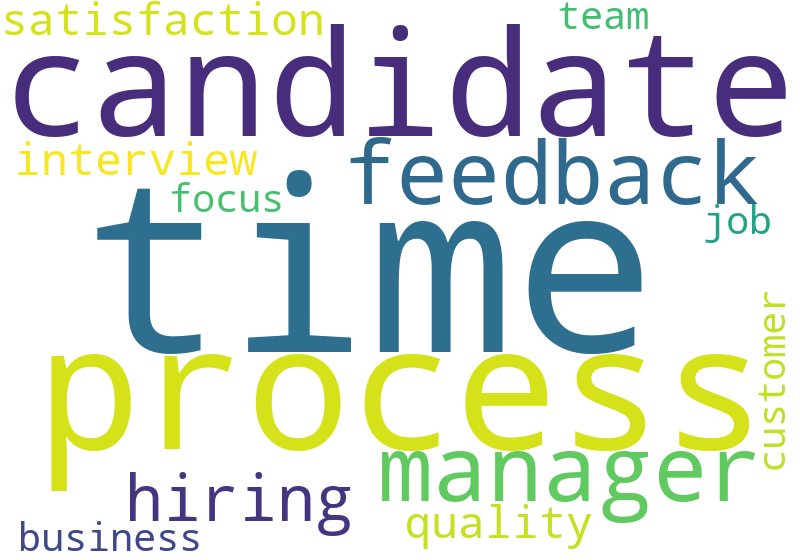 satisfaction
team
candidate
interview
feedback
focus
job
time
customer
process
manager
hiring
quality
business